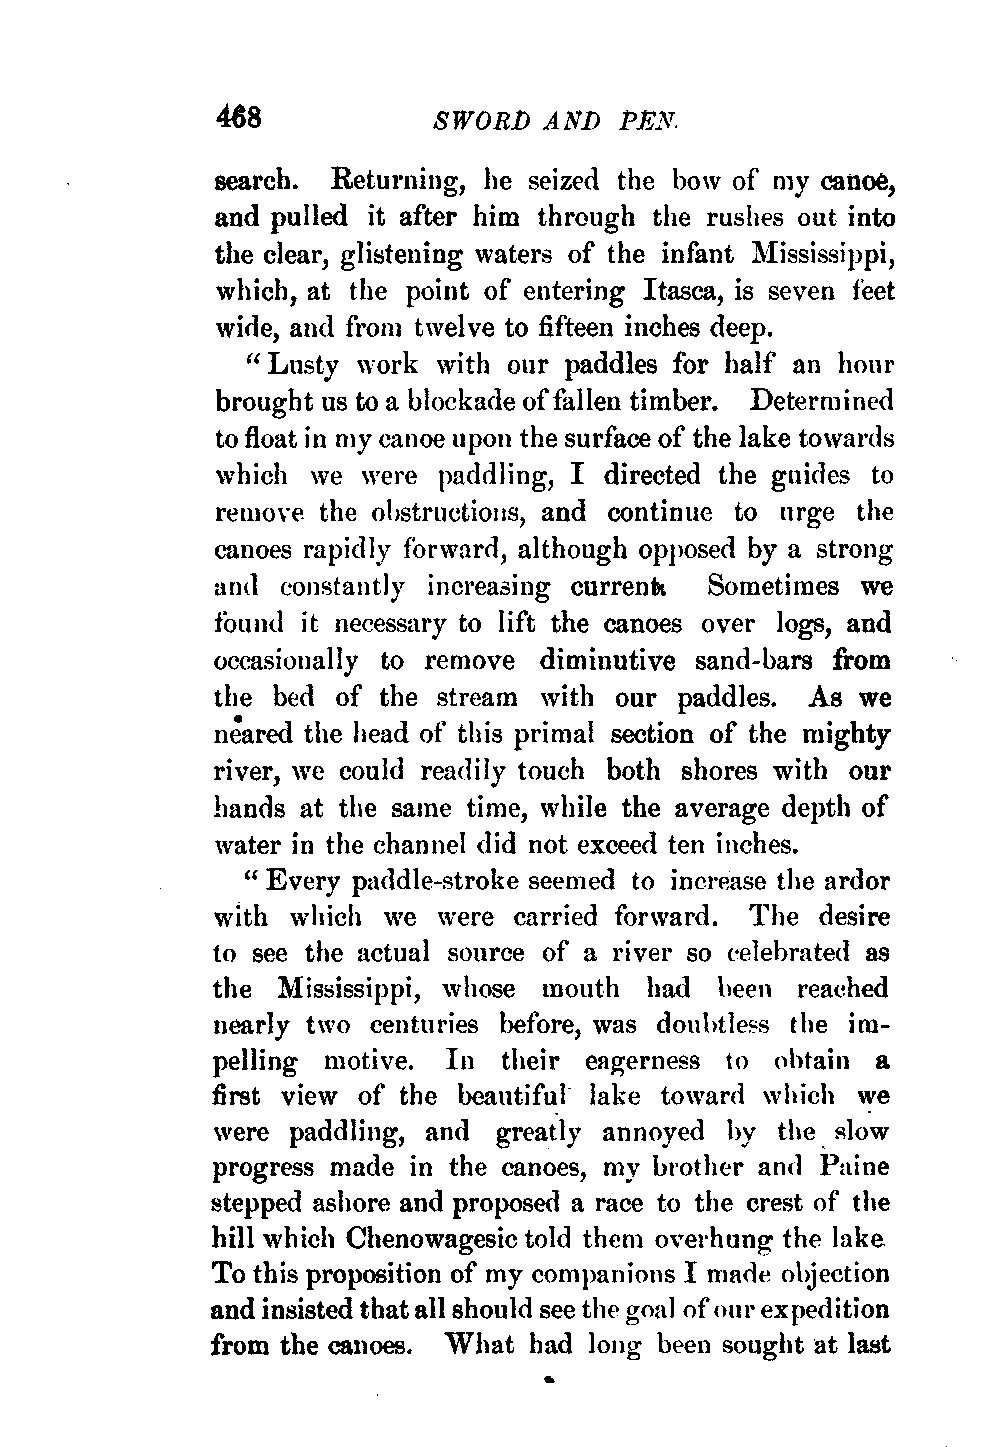 468 SWORD AND PEN.
search. Returning, he seized the bow of my canoe,
and pulled it after him through the rushes out into
the clear, glistening waters of the infant Mississippi,
which, at the point of entering Itasca, is seven feet
wide, and from twelve to fifteen inches deep.
“Lusty work with our paddles for half an hour
brought us to a blockade of fallen timber. Determined
to float in my canoe upon the surface of the lake towards
which we were paddling, I directed the guides to
remove the obstructions, and continue to urge the
canoes rapidly forward, although opposed by a strong
and constantly increasing current. Sometimes we
found it necessary to lift the canoes over logs, and
occasionally to remove diminutive sand-bars from
the bed of the stream with our paddles. As we
neared the head of this primal section of the mighty
river, we could readily touch both shores with our
hands at the same time, while the average depth of
water in the channel did not exceed ten inches.
“Every paddle-stroke seemed to increase the ardor
with which we were carried forward. The desire
to see the actual source of a river so celebrated as
the Mississippi, whose mouth had been reached
nearly two centuries before, was doubtless the im-
pelling motive. In their eagerness to obtain a
first view of the beautiful lake toward which we
were paddling, and greatly annoyed by the slow
progress made in the canoes, my brother and Paine
stepped ashore and proposed a race to the crest of the
hill which Chenowagesic told them overhung the lake
To this proposition of my companions I made objection
and insisted that all should see the goal of our expedition
from the canoes. What had long been sought at last